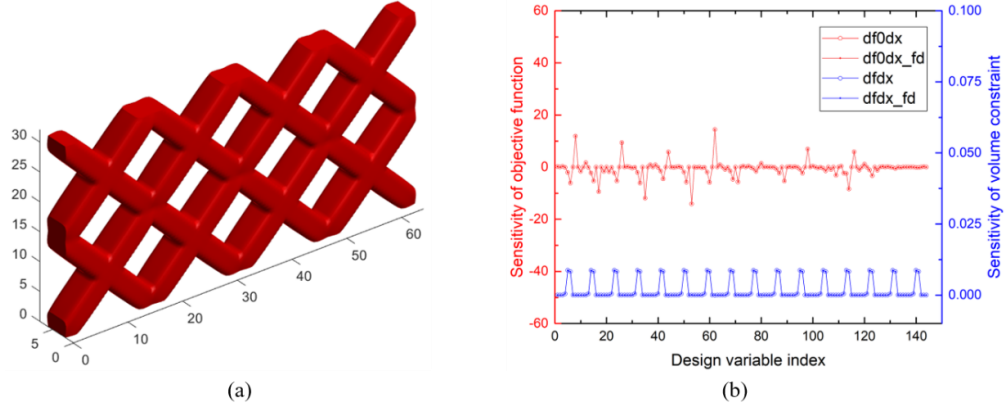 30
25
20
15
10
5
0
5
0
0
10
20
30
40
50
60
(a)
Sensitivity of objective function
60
40
20
0
-20
-40
-60
0 20 40 60 80 100 120 140
Design variable index
df0dx
df0dx_fd
dfdx
dfdx_fd
0.100
0.075
0.050
0.025
0.000
Sensitivity of volume constraint
(b)